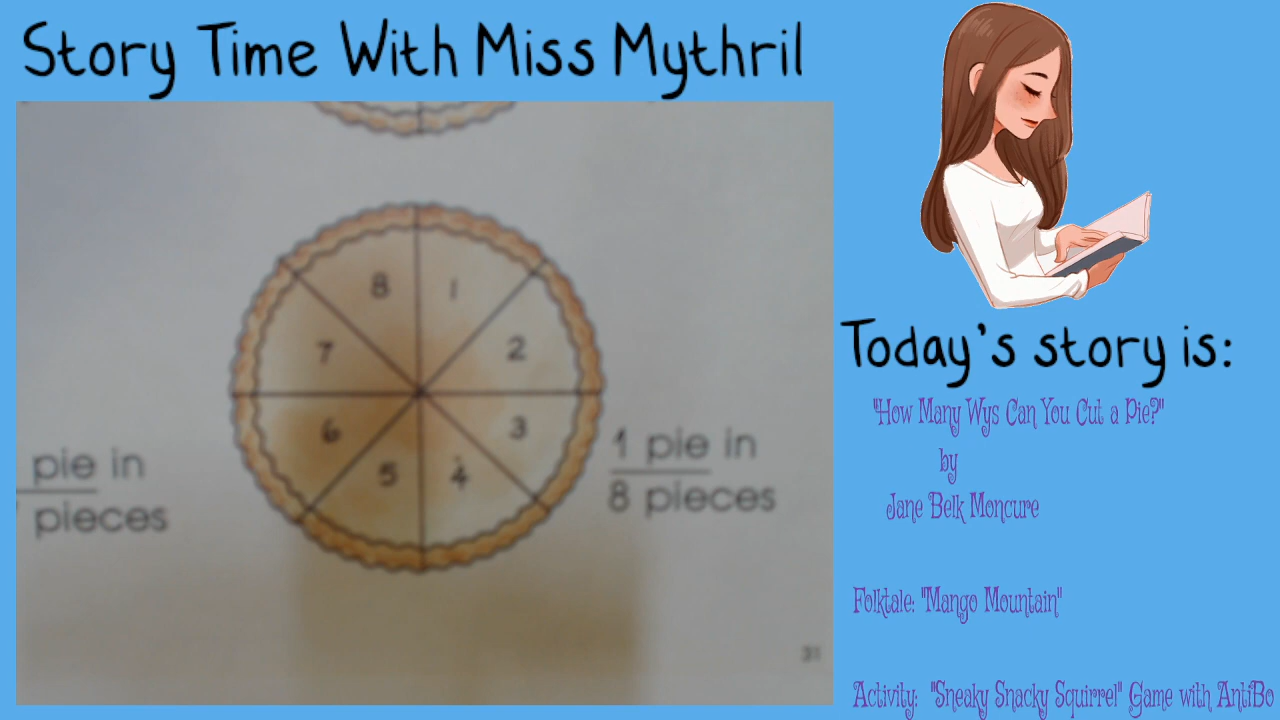 Story Time With Miss Mythril
8 1
7 2
6 3
5 4
pie in
pieces
1 pie in
8 pieces
31
Today's story is:
"How Many Wys Can You Cut a Pie?"
by
Jane Belk Moncure
Folktale: "Mango Mountain"
Activity: "Sneaky Snacky Squirrel" Game with AntiBo